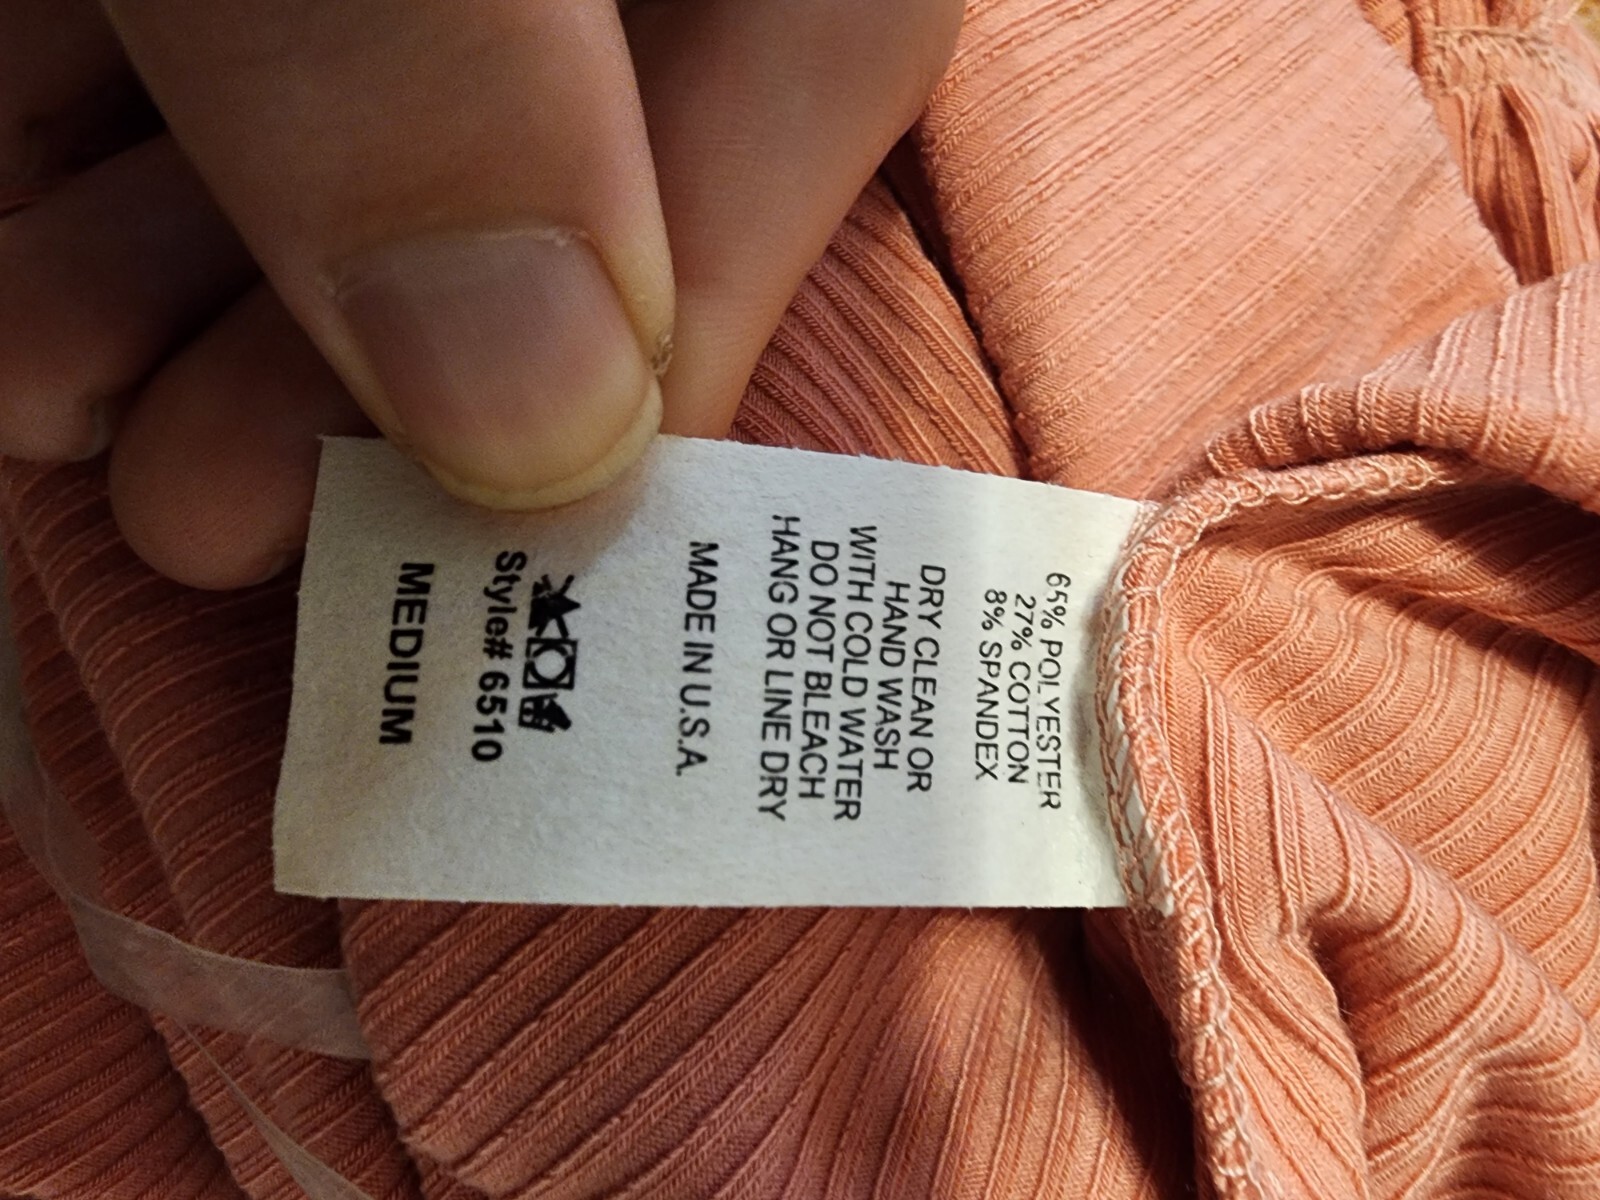 65% POLYESTER
27% COTTON
8% SPANDEX
DRY CLEAN OR
HAND WASH
WITH COLD WATER
DO NOT BLEACH
HANG OR LINE DRY
MADE IN U.S.A.
Style# 6510
MEDIUM